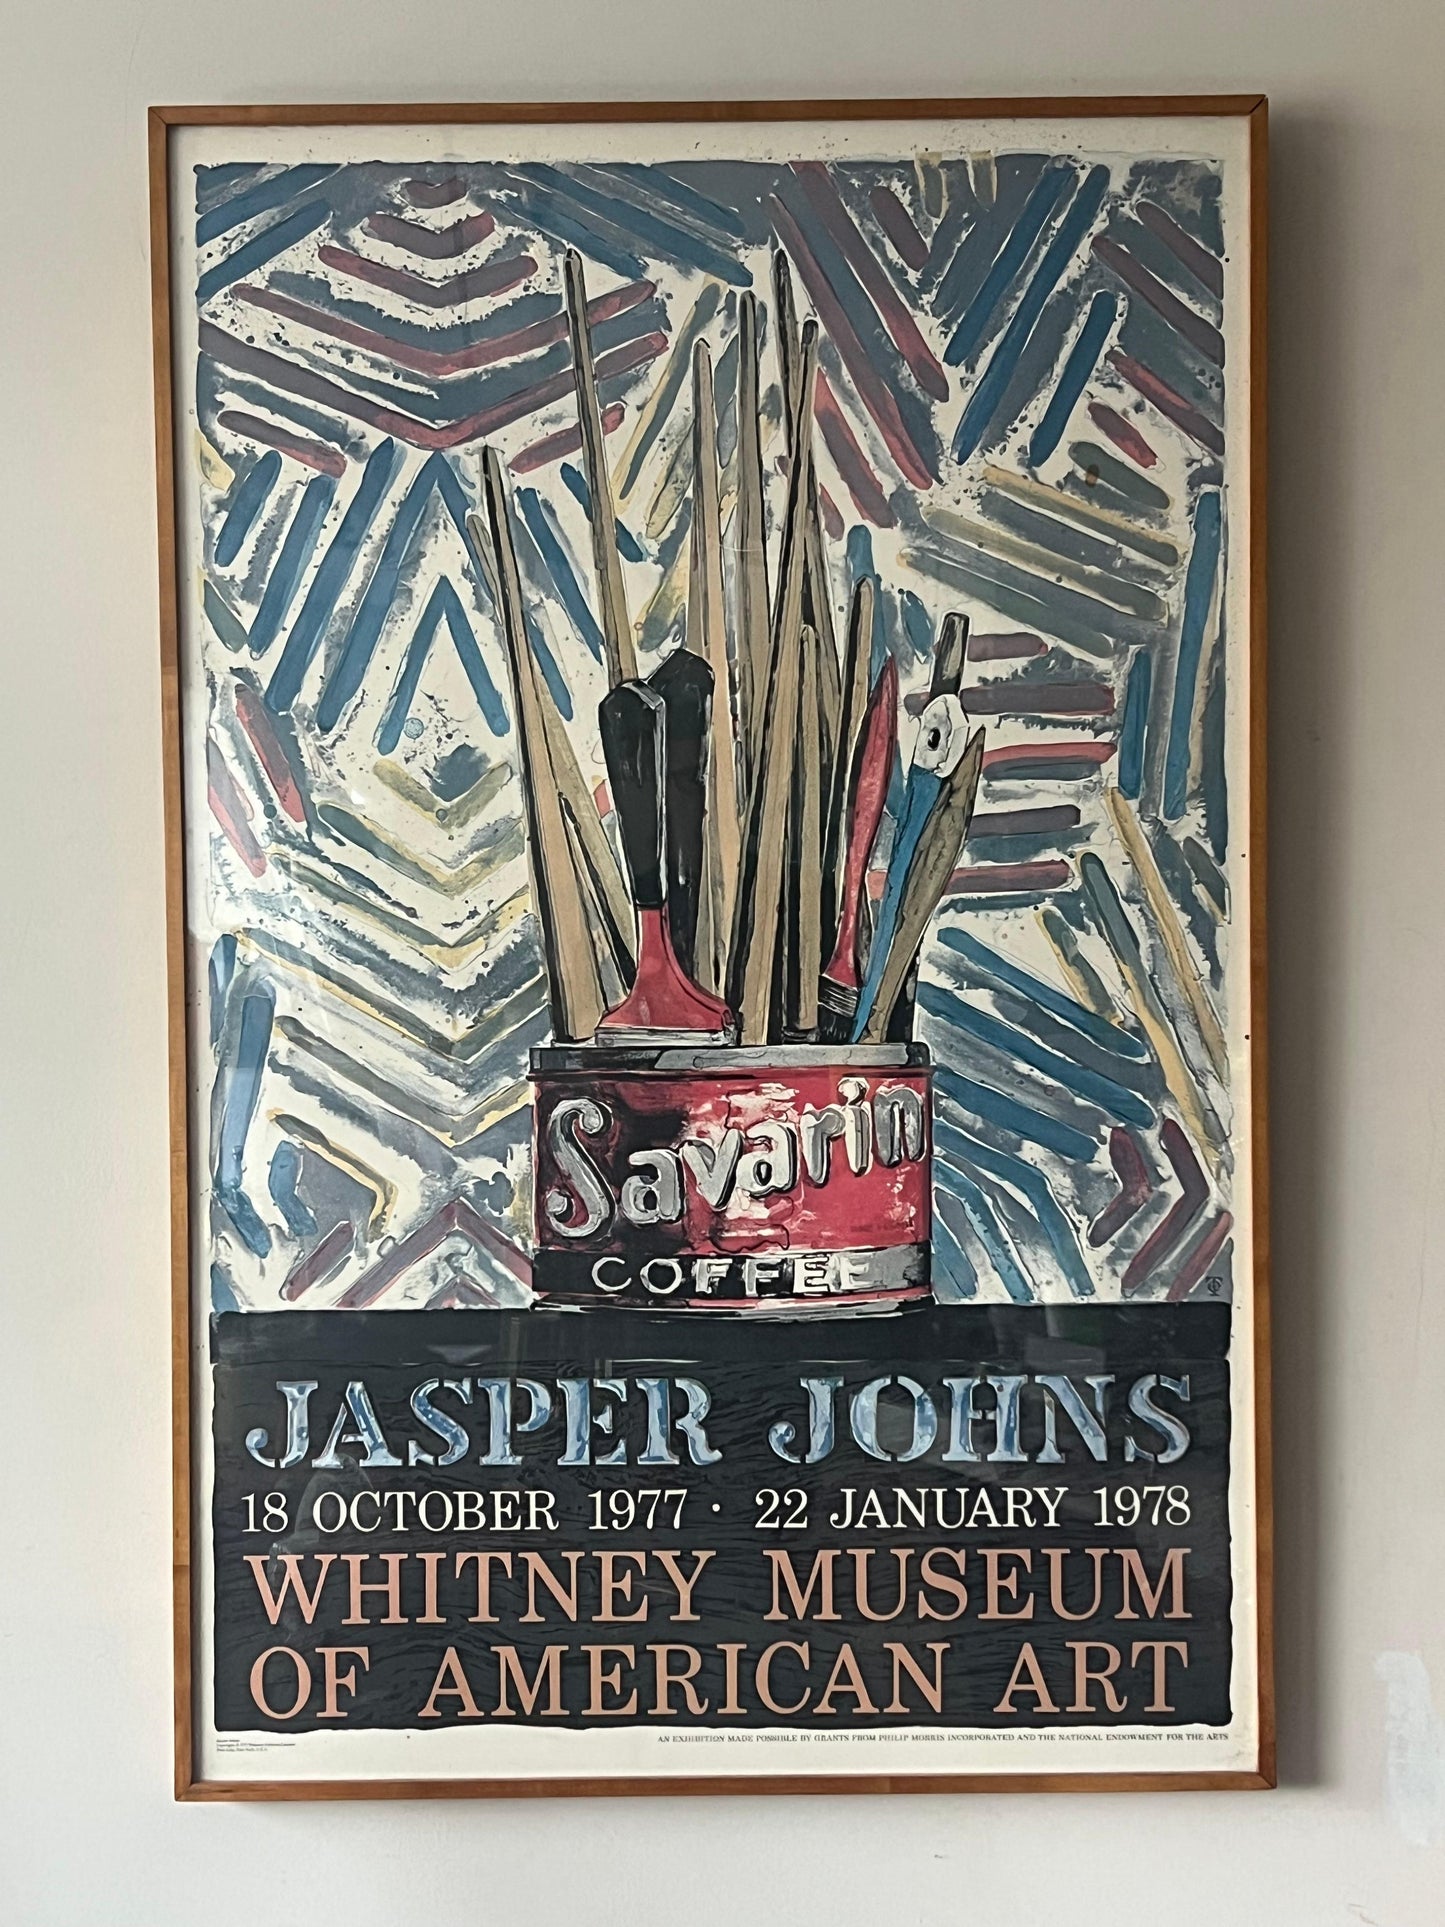 Savarin
COFFEE
JASPER JOHNS
18 OCTOBER 1977 · 22 JANUARY 1978
WHITNEY MUSEUM
OF AMERICAN ART
AN EXHIBITION MADE POSSIBLE BY GRANTS FROM PHILIP MORRIS INCORPORATED AND THE NATIONAL ENDOWMENT FOR THE ARTS